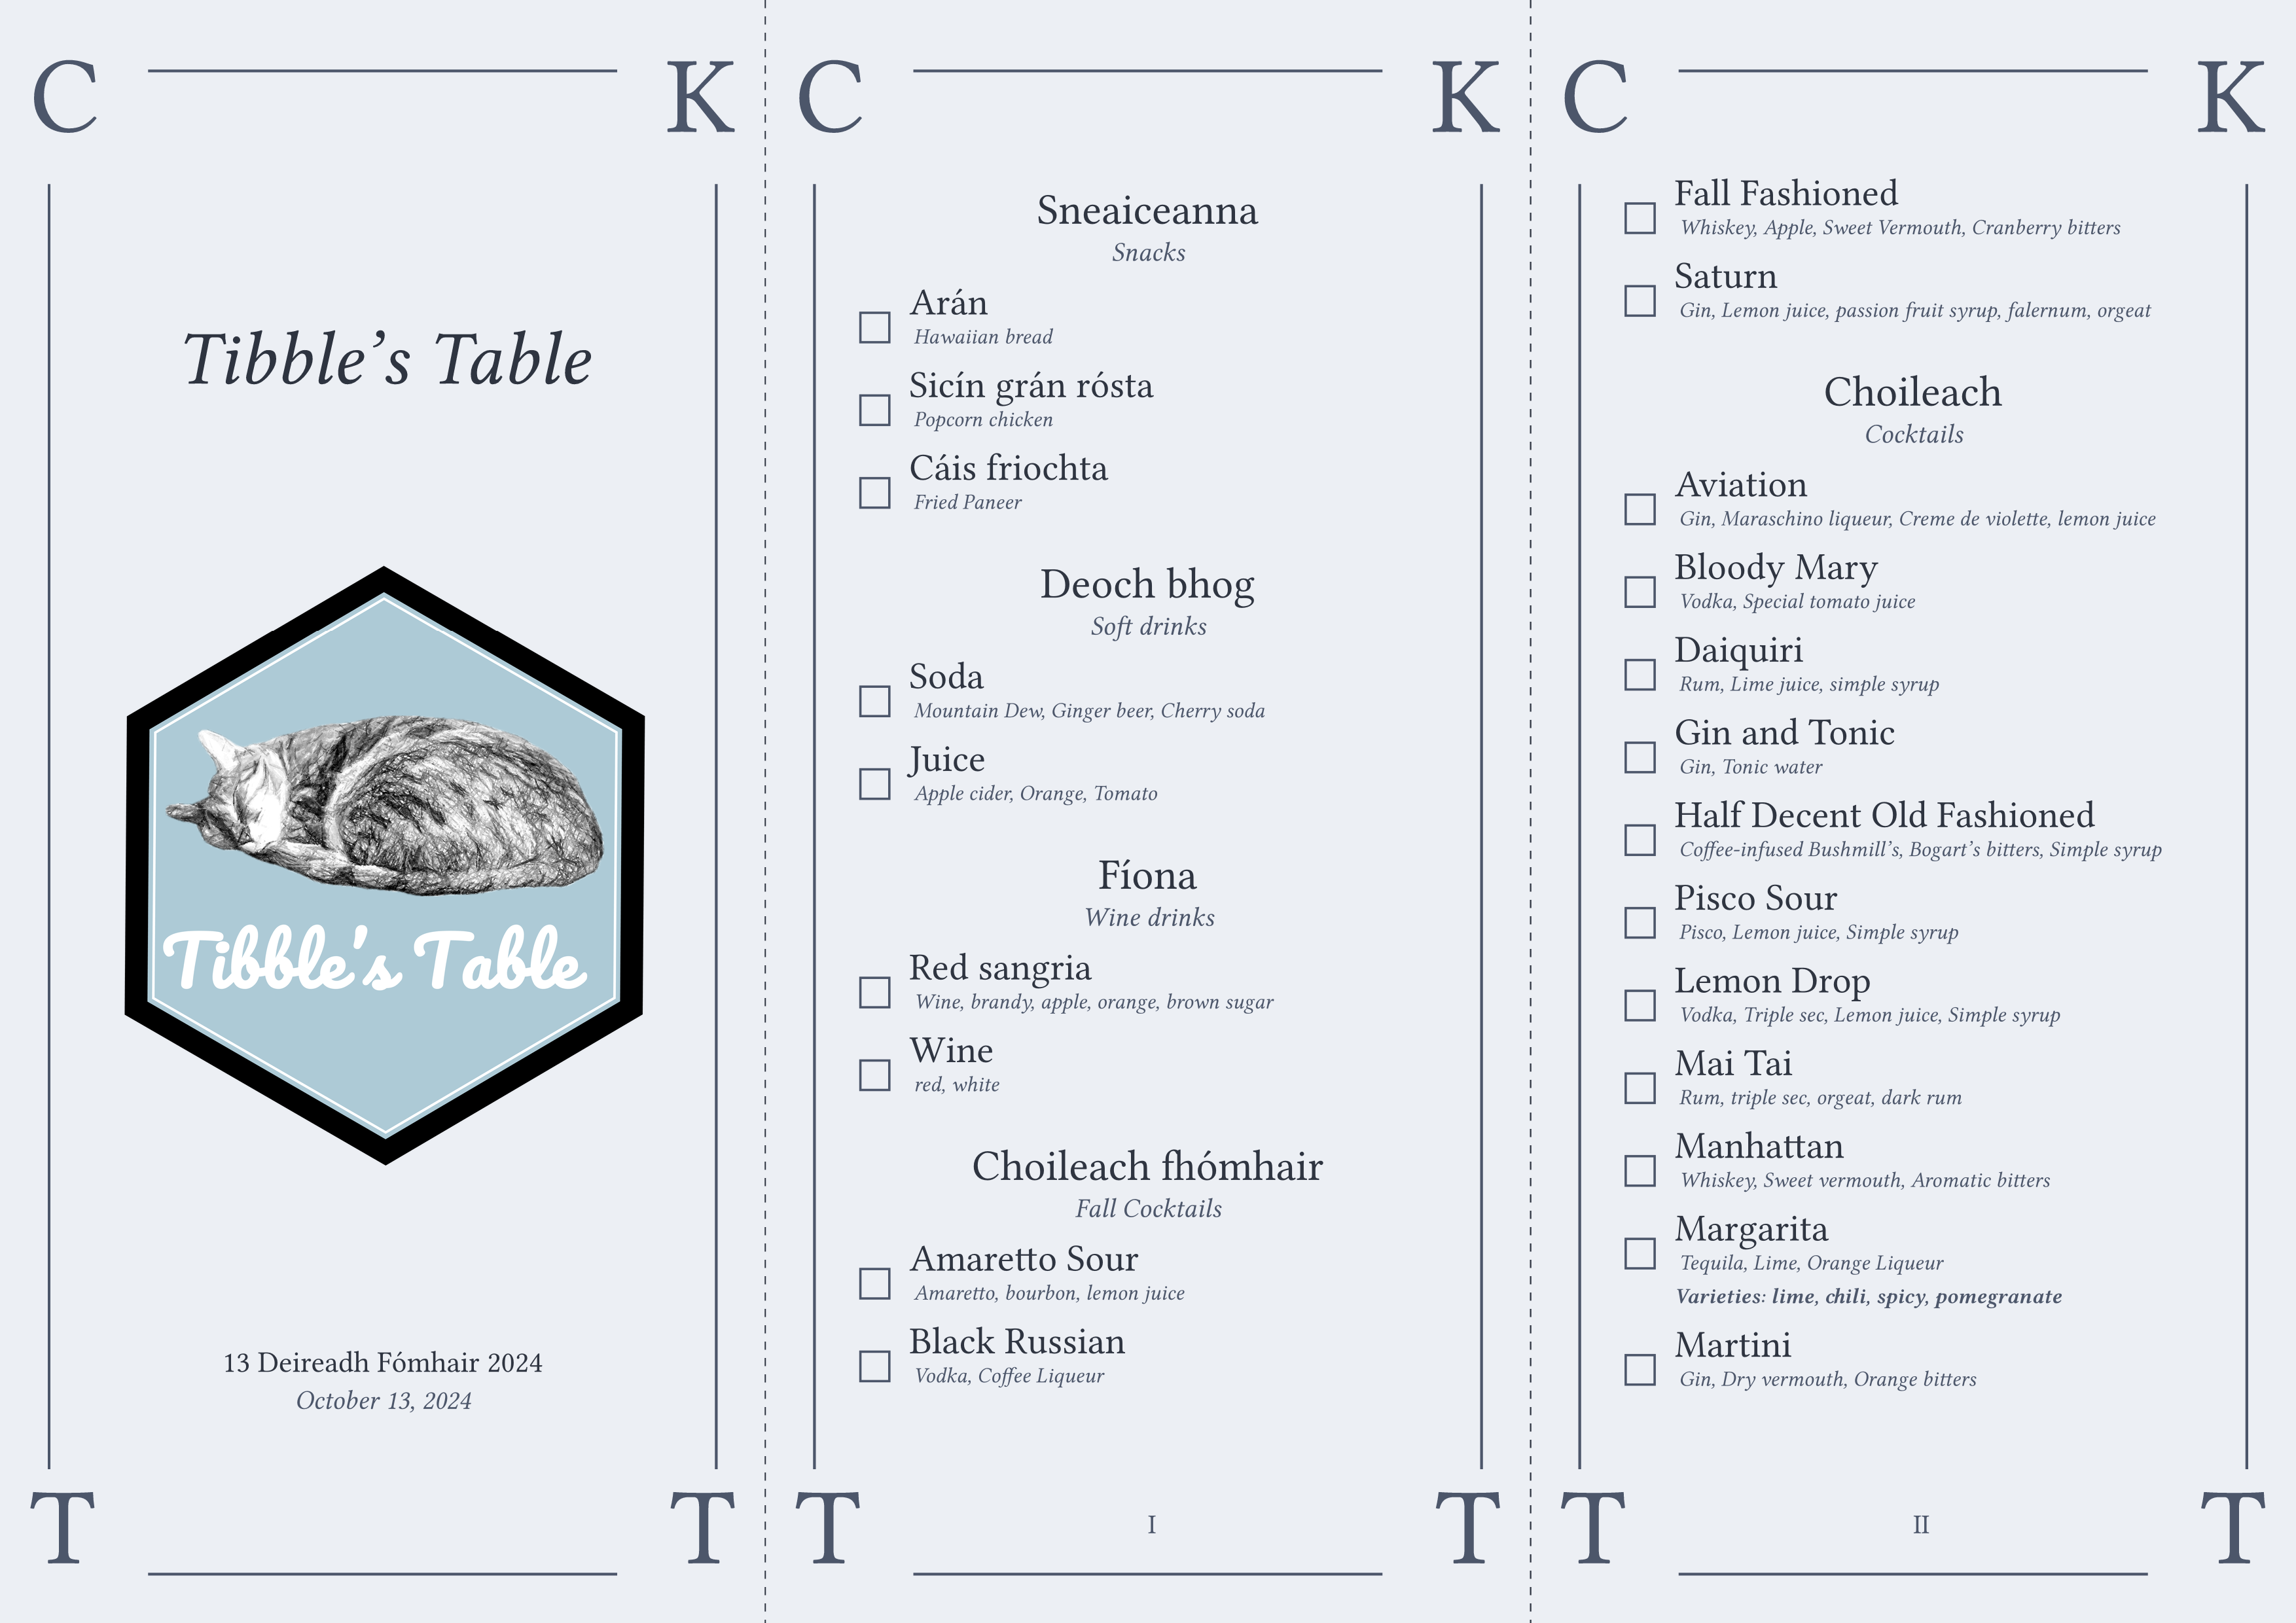 C K
Tibble’s Table
Tibble's Table
13 Deireadh Fómhair 2024
October 13, 2024
T T
C K
Sneaiceanna
Snacks
Arán
Hawaiian bread
Sicín grán rósta
Popcorn chicken
Cáis friochta
Fried Paneer
Deoch bhog
Soft drinks
Soda
Mountain Dew, Ginger beer, Cherry soda
Juice
Apple cider, Orange, Tomato
Fíona
Wine drinks
Red sangria
Wine, brandy, apple, orange, brown sugar
Wine
red, white
Choileach fhómhair
Fall Cocktails
Amaretto Sour
Amaretto, bourbon, lemon juice
Black Russian
Vodka, Coffee Liqueur
T I T
C K
Fall Fashioned
Whiskey, Apple, Sweet Vermouth, Cranberry bitters
Saturn
Gin, Lemon juice, passion fruit syrup, falernum, orgeat
Choileach
Cocktails
Aviation
Gin, Maraschino liqueur, Creme de violette, lemon juice
Bloody Mary
Vodka, Special tomato juice
Daiquiri
Rum, Lime juice, simple syrup
Gin and Tonic
Gin, Tonic water
Half Decent Old Fashioned
Coffee-infused Bushmill’s, Bogart’s bitters, Simple syrup
Pisco Sour
Pisco, Lemon juice, Simple syrup
Lemon Drop
Vodka, Triple sec, Lemon juice, Simple syrup
Mai Tai
Rum, triple sec, orgeat, dark rum
Manhattan
Whiskey, Sweet vermouth, Aromatic bitters
Margarita
Tequila, Lime, Orange Liqueur
Varieties: lime, chili, spicy, pomegranate
Martini
Gin, Dry vermouth, Orange bitters
T II T